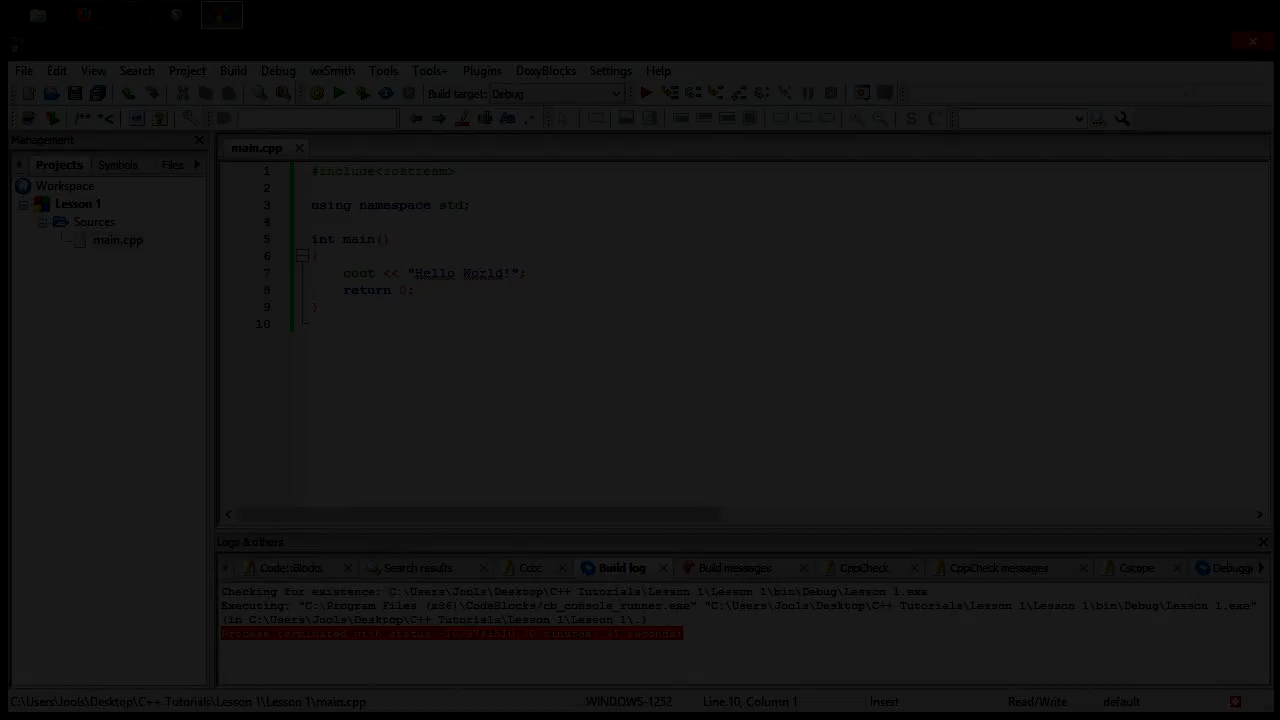 File Edit View Search Project Build Debug wxSmith Tools Tools+ Plugins DoxyBlocks Settings Help
Build target: Debug
Management
main.cpp
Projects Symbols Files
Workspace
Lesson 1
Sources
main.cpp
1 #include<iostream>
2
3 using namespace std;
4
5 int main()
6 {
7 cout << "Hello World!";
8 return 0;
9 }
10
Logs & others
Code::Blocks Search results Cccc Build log Build messages CppCheck CppCheck messages Cscope Debugg
Checking for existence: C:\Users\Jools\Desktop\C++ Tutorials\Lesson 1\Lesson 1\bin\Debug\Lesson 1.exe
Executing: "C:\Program Files (x86)\CodeBlocks/cb_console_runner.exe" "C:\Users\Jools\Desktop\C++ Tutorials\Lesson 1\Lesson 1\bin\Debug\Lesson 1.exe"
(in C:\Users\Jools\Desktop\C++ Tutorials\Lesson 1\Lesson 1\.)
Process terminated with status
C:\Users\Jools\Desktop\C++ Tutorials\Lesson 1\Lesson 1\main.cpp WINDOWS-1252 Line 10, Column 1 Insert Read/Write default